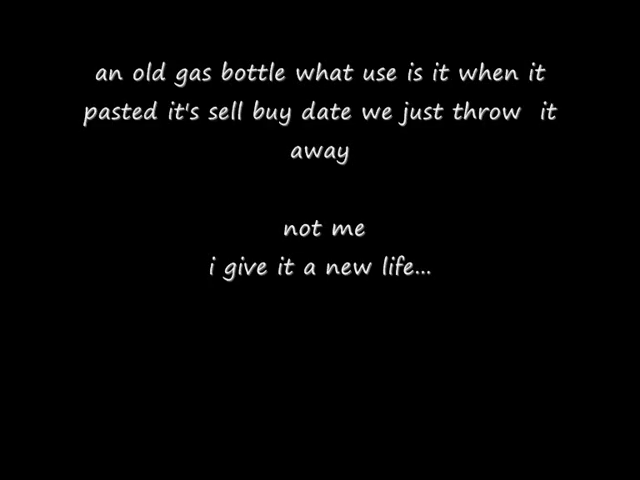 an old gas bottle what use is it when it
pasted it's sell buy date we just throw  it
away
not me
i give it a new life...